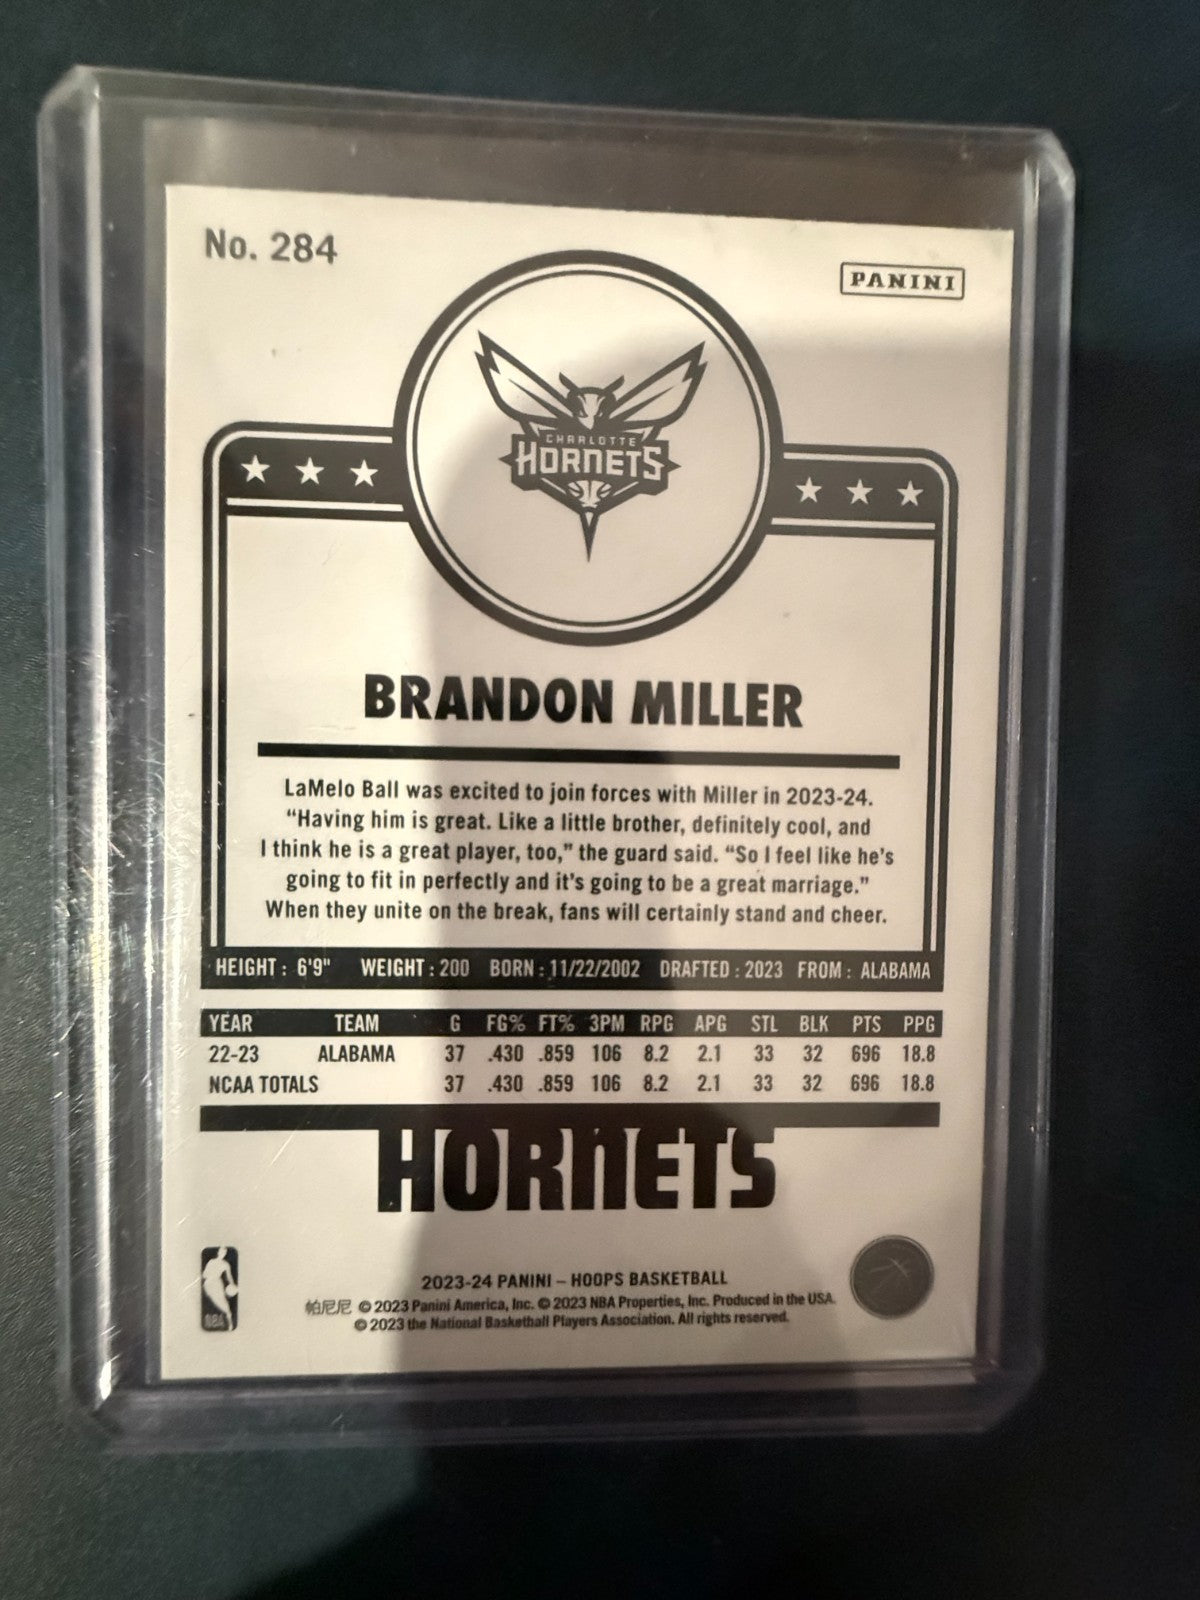 No. 284
PANINI
CHARLOTTE
HORNETS
BRANDON MILLER
LaMelo Ball was excited to join forces with Miller in 2023-24.
“Having him is great. Like a little brother, definitely cool, and
I think he is a great player, too,” the guard said. “So I feel like he’s
going to fit in perfectly and it’s going to be a great marriage.”
When they unite on the break, fans will certainly stand and cheer.
HEIGHT: 6'9" WEIGHT: 200 BORN: 11/22/2002 DRAFTED: 2023 FROM: ALABAMA
YEAR TEAM G FG% FT% 3PM RPG APG STL BLK PTS PPG
22-23 ALABAMA 37 .430 .859 106 8.2 2.1 33 32 696 18.8
NCAA TOTALS 37 .430 .859 106 8.2 2.1 33 32 696 18.8
HORNETS
NBA
2023-24 PANINI – HOOPS BASKETBALL
帕尼尼 © 2023 Panini America, Inc. © 2023 NBA Properties, Inc. Produced in the USA.
© 2023 the National Basketball Players Association. All rights reserved.